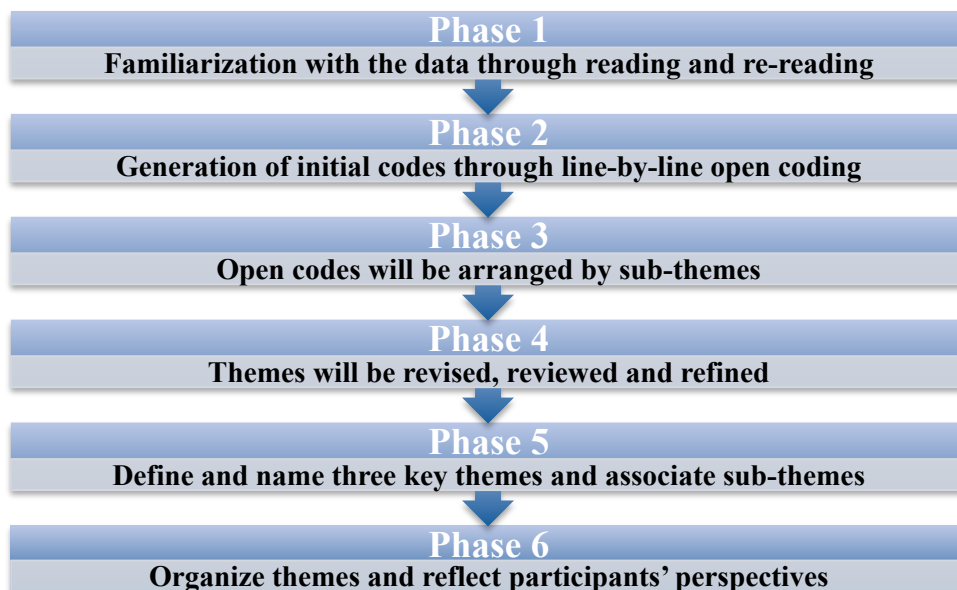 Phase 1
Familiarization with the data through reading and re-reading
Phase 2
Generation of initial codes through line-by-line open coding
Phase 3
Open codes will be arranged by sub-themes
Phase 4
Themes will be revised, reviewed and refined
Phase 5
Define and name three key themes and associate sub-themes
Phase 6
Organize themes and reflect participants’ perspectives